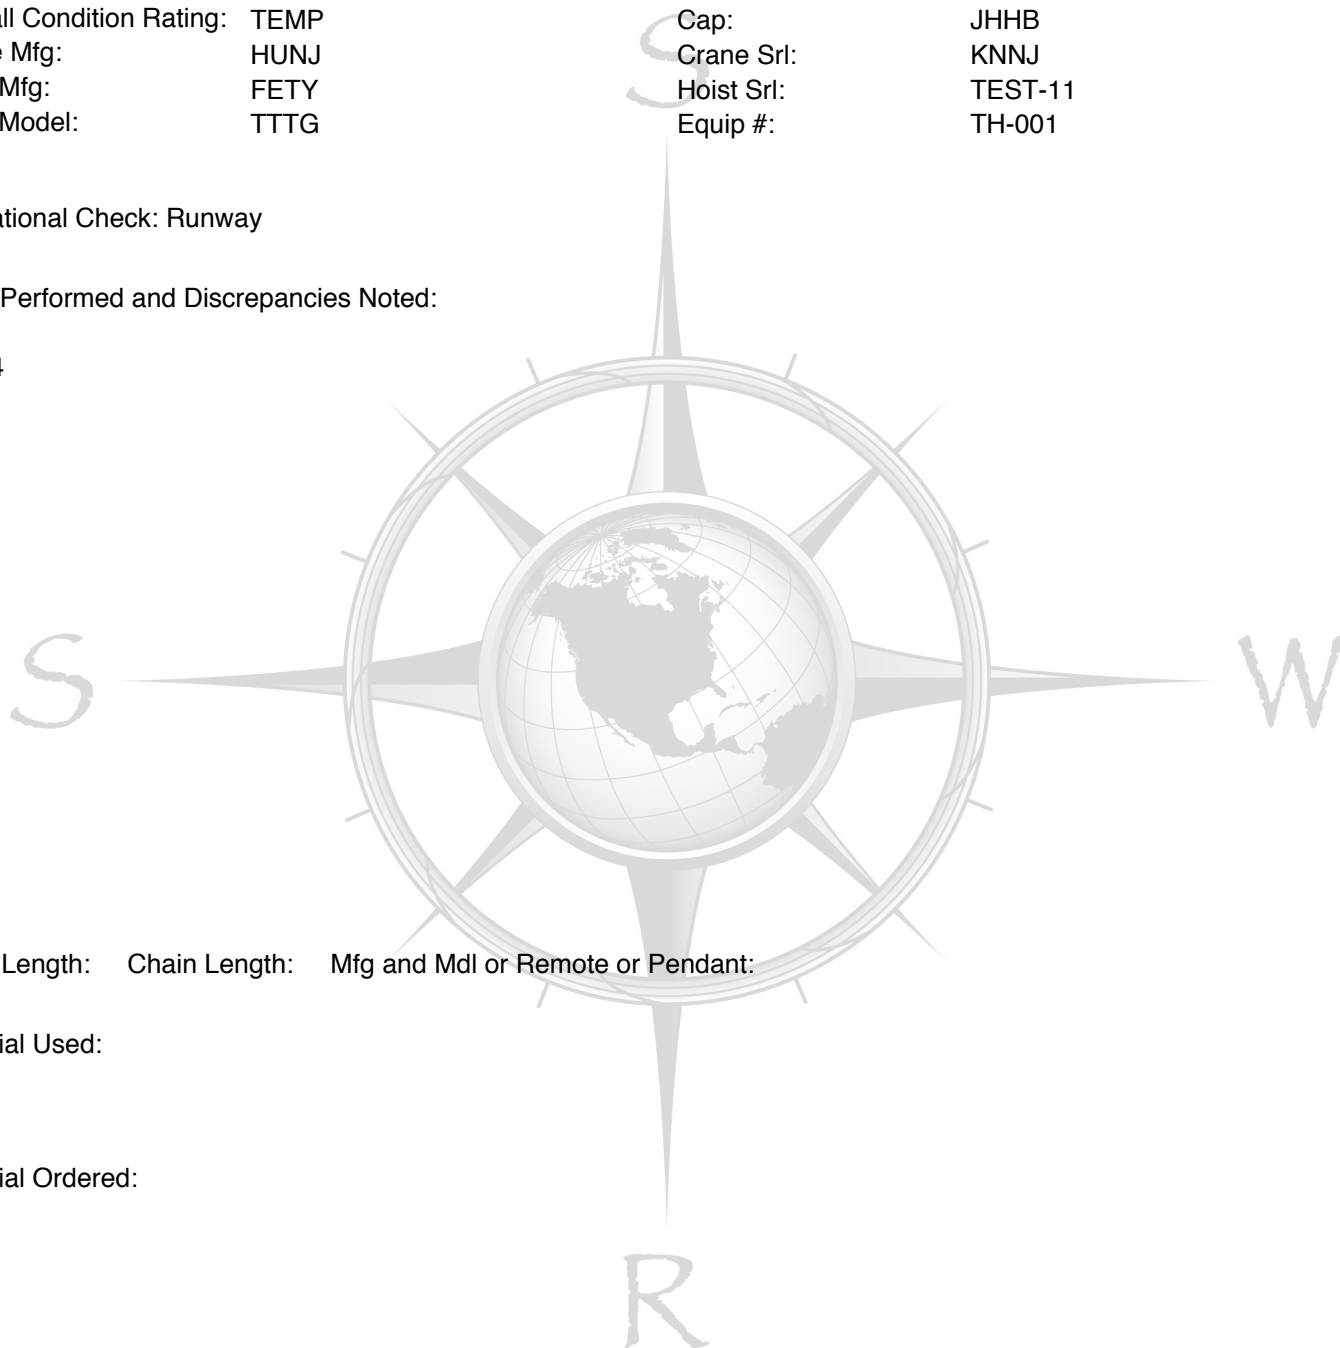 all Condition Rating: TEMP Cap: JHHB
e Mfg: HUNJ Crane Srl: KNNJ
Mfg: FETY Hoist Srl: TEST-11
Model: TTTG Equip #: TH-001
S
ational Check: Runway
Performed and Discrepancies Noted:
4
S W
Length: Chain Length: Mfg and Mdl or Remote or Pendant:
ial Used:
ial Ordered:
R